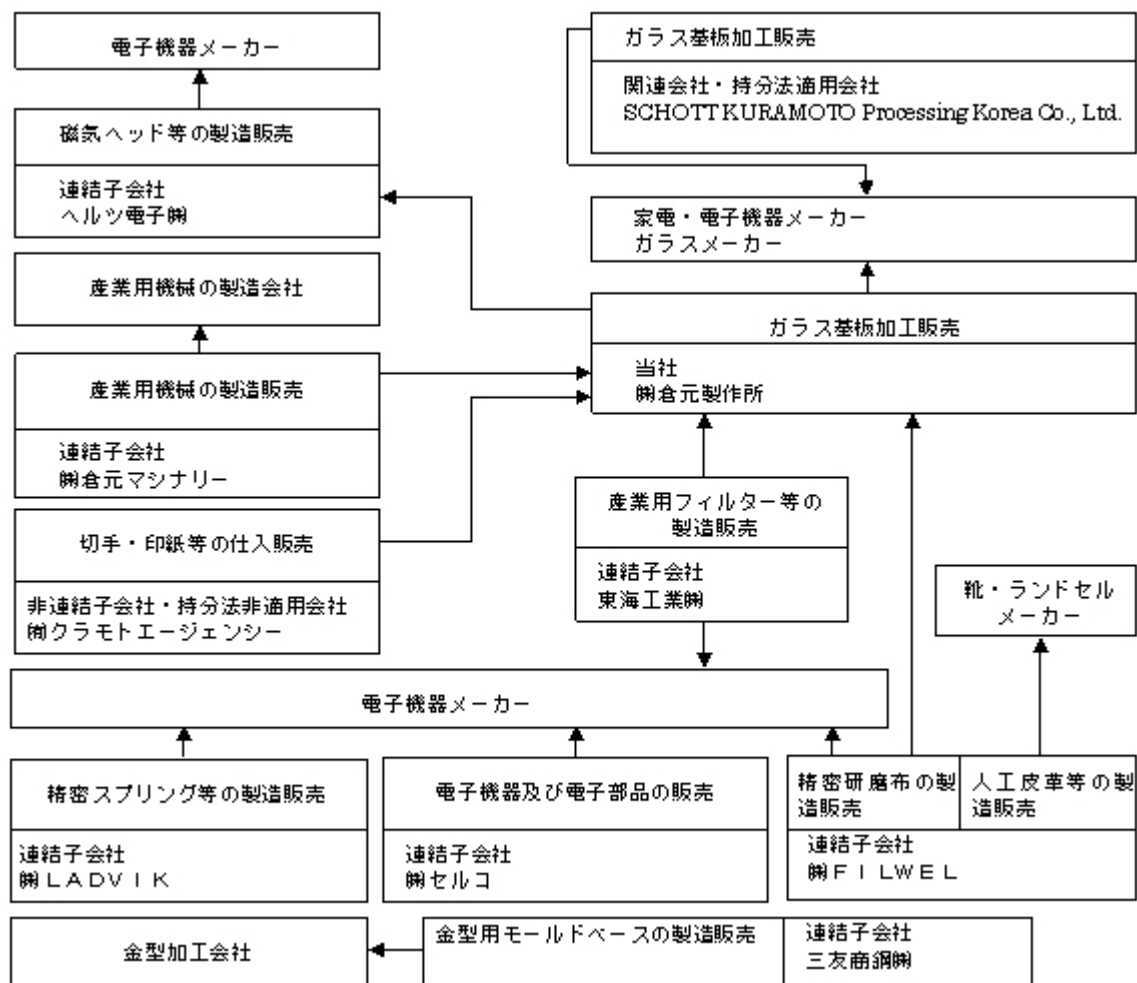 電子機器メーカー
磁気ヘッド等の製造販売
連結子会社
ヘルツ電子㈱
産業用機械の製造会社
産業用機械の製造販売
連結子会社
㈱倉元マシナリー
切手・印紙等の仕入販売
非連結子会社・持分法非適用会社
㈲クラモトエージェンシー
ガラス基板加工販売
関連会社・持分法適用会社
SCHOTT KURAMOTO Processing Korea Co., Ltd.
家電・電子機器メーカー
ガラスメーカー
ガラス基板加工販売
当社
㈱倉元製作所
産業用フィルター等の
製造販売
連結子会社
東海工業㈱
靴・ランドセル
メーカー
電子機器メーカー
精密スプリング等の製造販売
連結子会社
㈱ＬＡＤＶＩＫ
電子機器及び電子部品の販売
連結子会社
㈱セルコ
精密研磨布の製
造販売
人工皮革等の製
造販売
連結子会社
㈱ＦＩＬＷＥＬ
金型加工会社
金型用モールドベースの製造販売
連結子会社
三友商鋼㈱